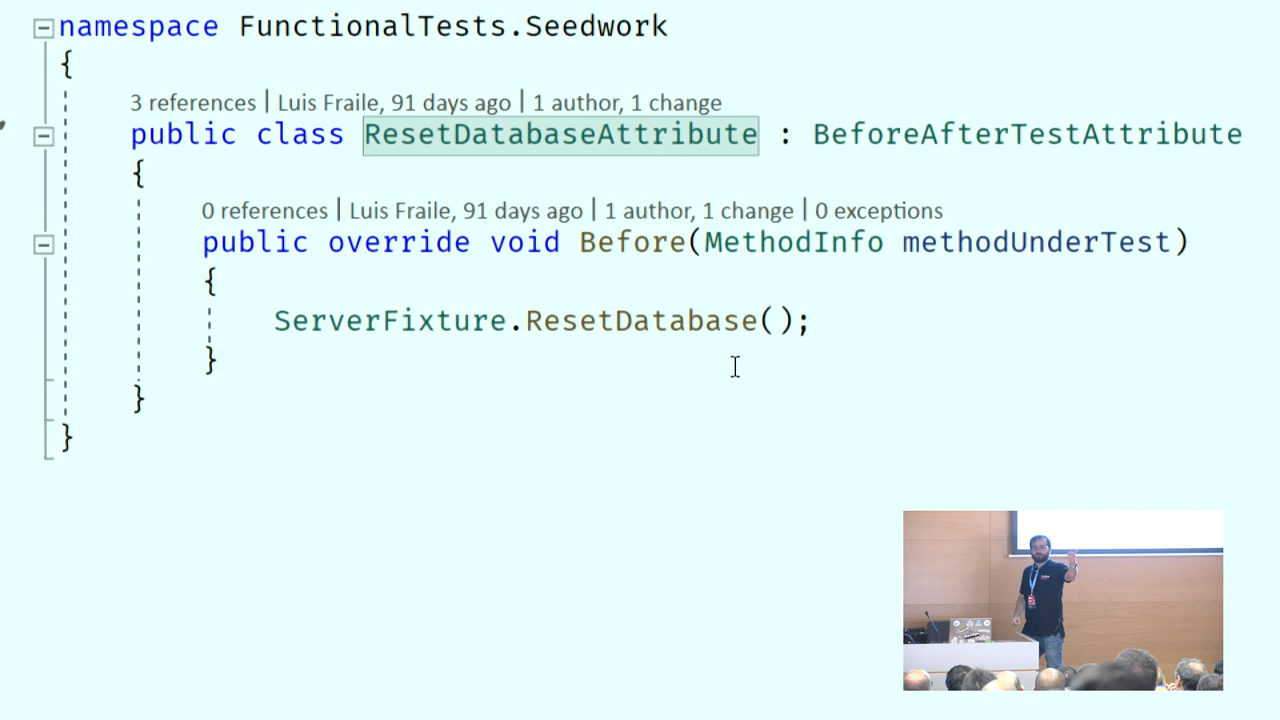 namespace FunctionalTests.Seedwork
{
3 references | Luis Fraile, 91 days ago | 1 author, 1 change
public class ResetDatabaseAttribute : BeforeAfterTestAttribute
{
0 references | Luis Fraile, 91 days ago | 1 author, 1 change | 0 exceptions
public override void Before(MethodInfo methodUnderTest)
{
ServerFixture.ResetDatabase();
}
}
}